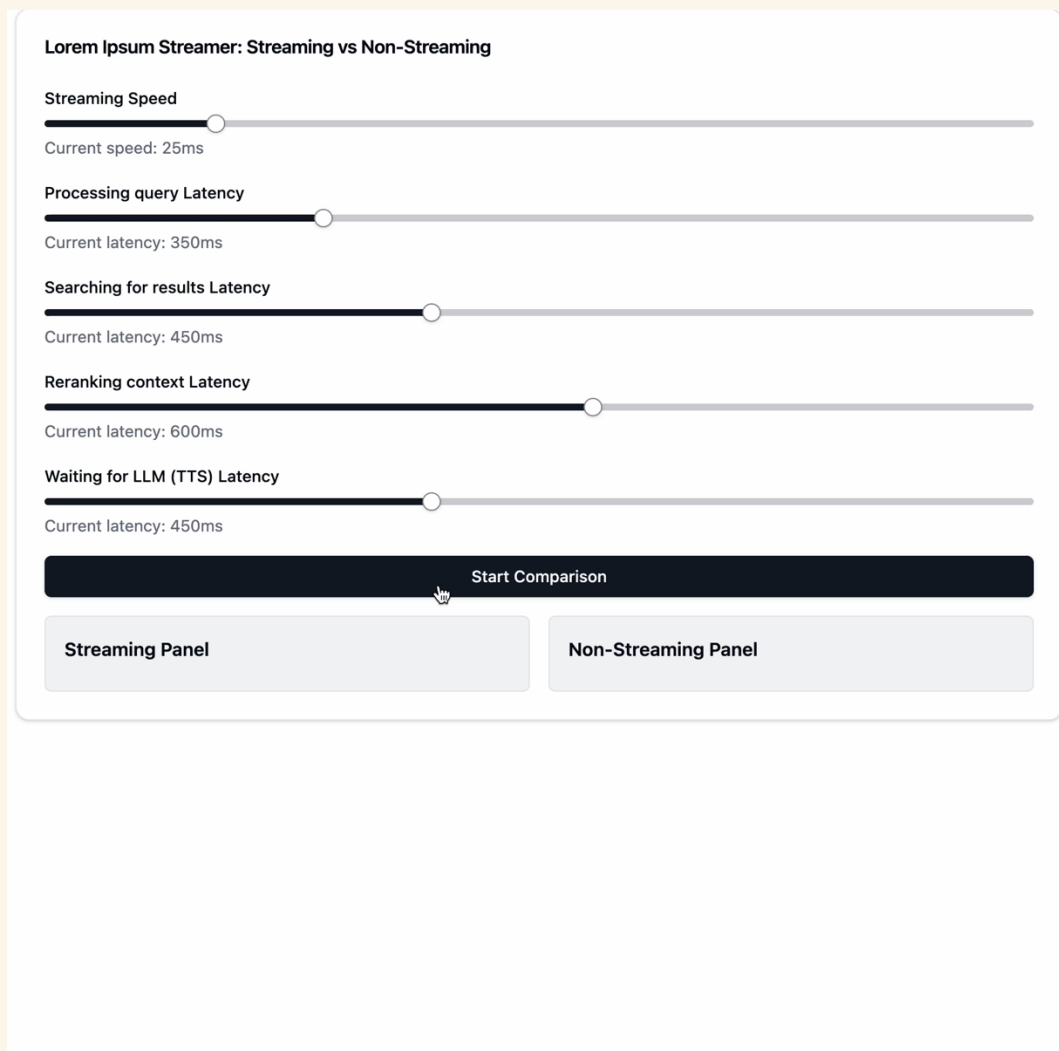 Lorem Ipsum Streamer: Streaming vs Non-Streaming
Streaming Speed
Current speed: 25ms
Processing query Latency
Current latency: 350ms
Searching for results Latency
Current latency: 450ms
Reranking context Latency
Current latency: 600ms
Waiting for LLM (TTS) Latency
Current latency: 450ms
Start Comparison
Streaming Panel
Non-Streaming Panel